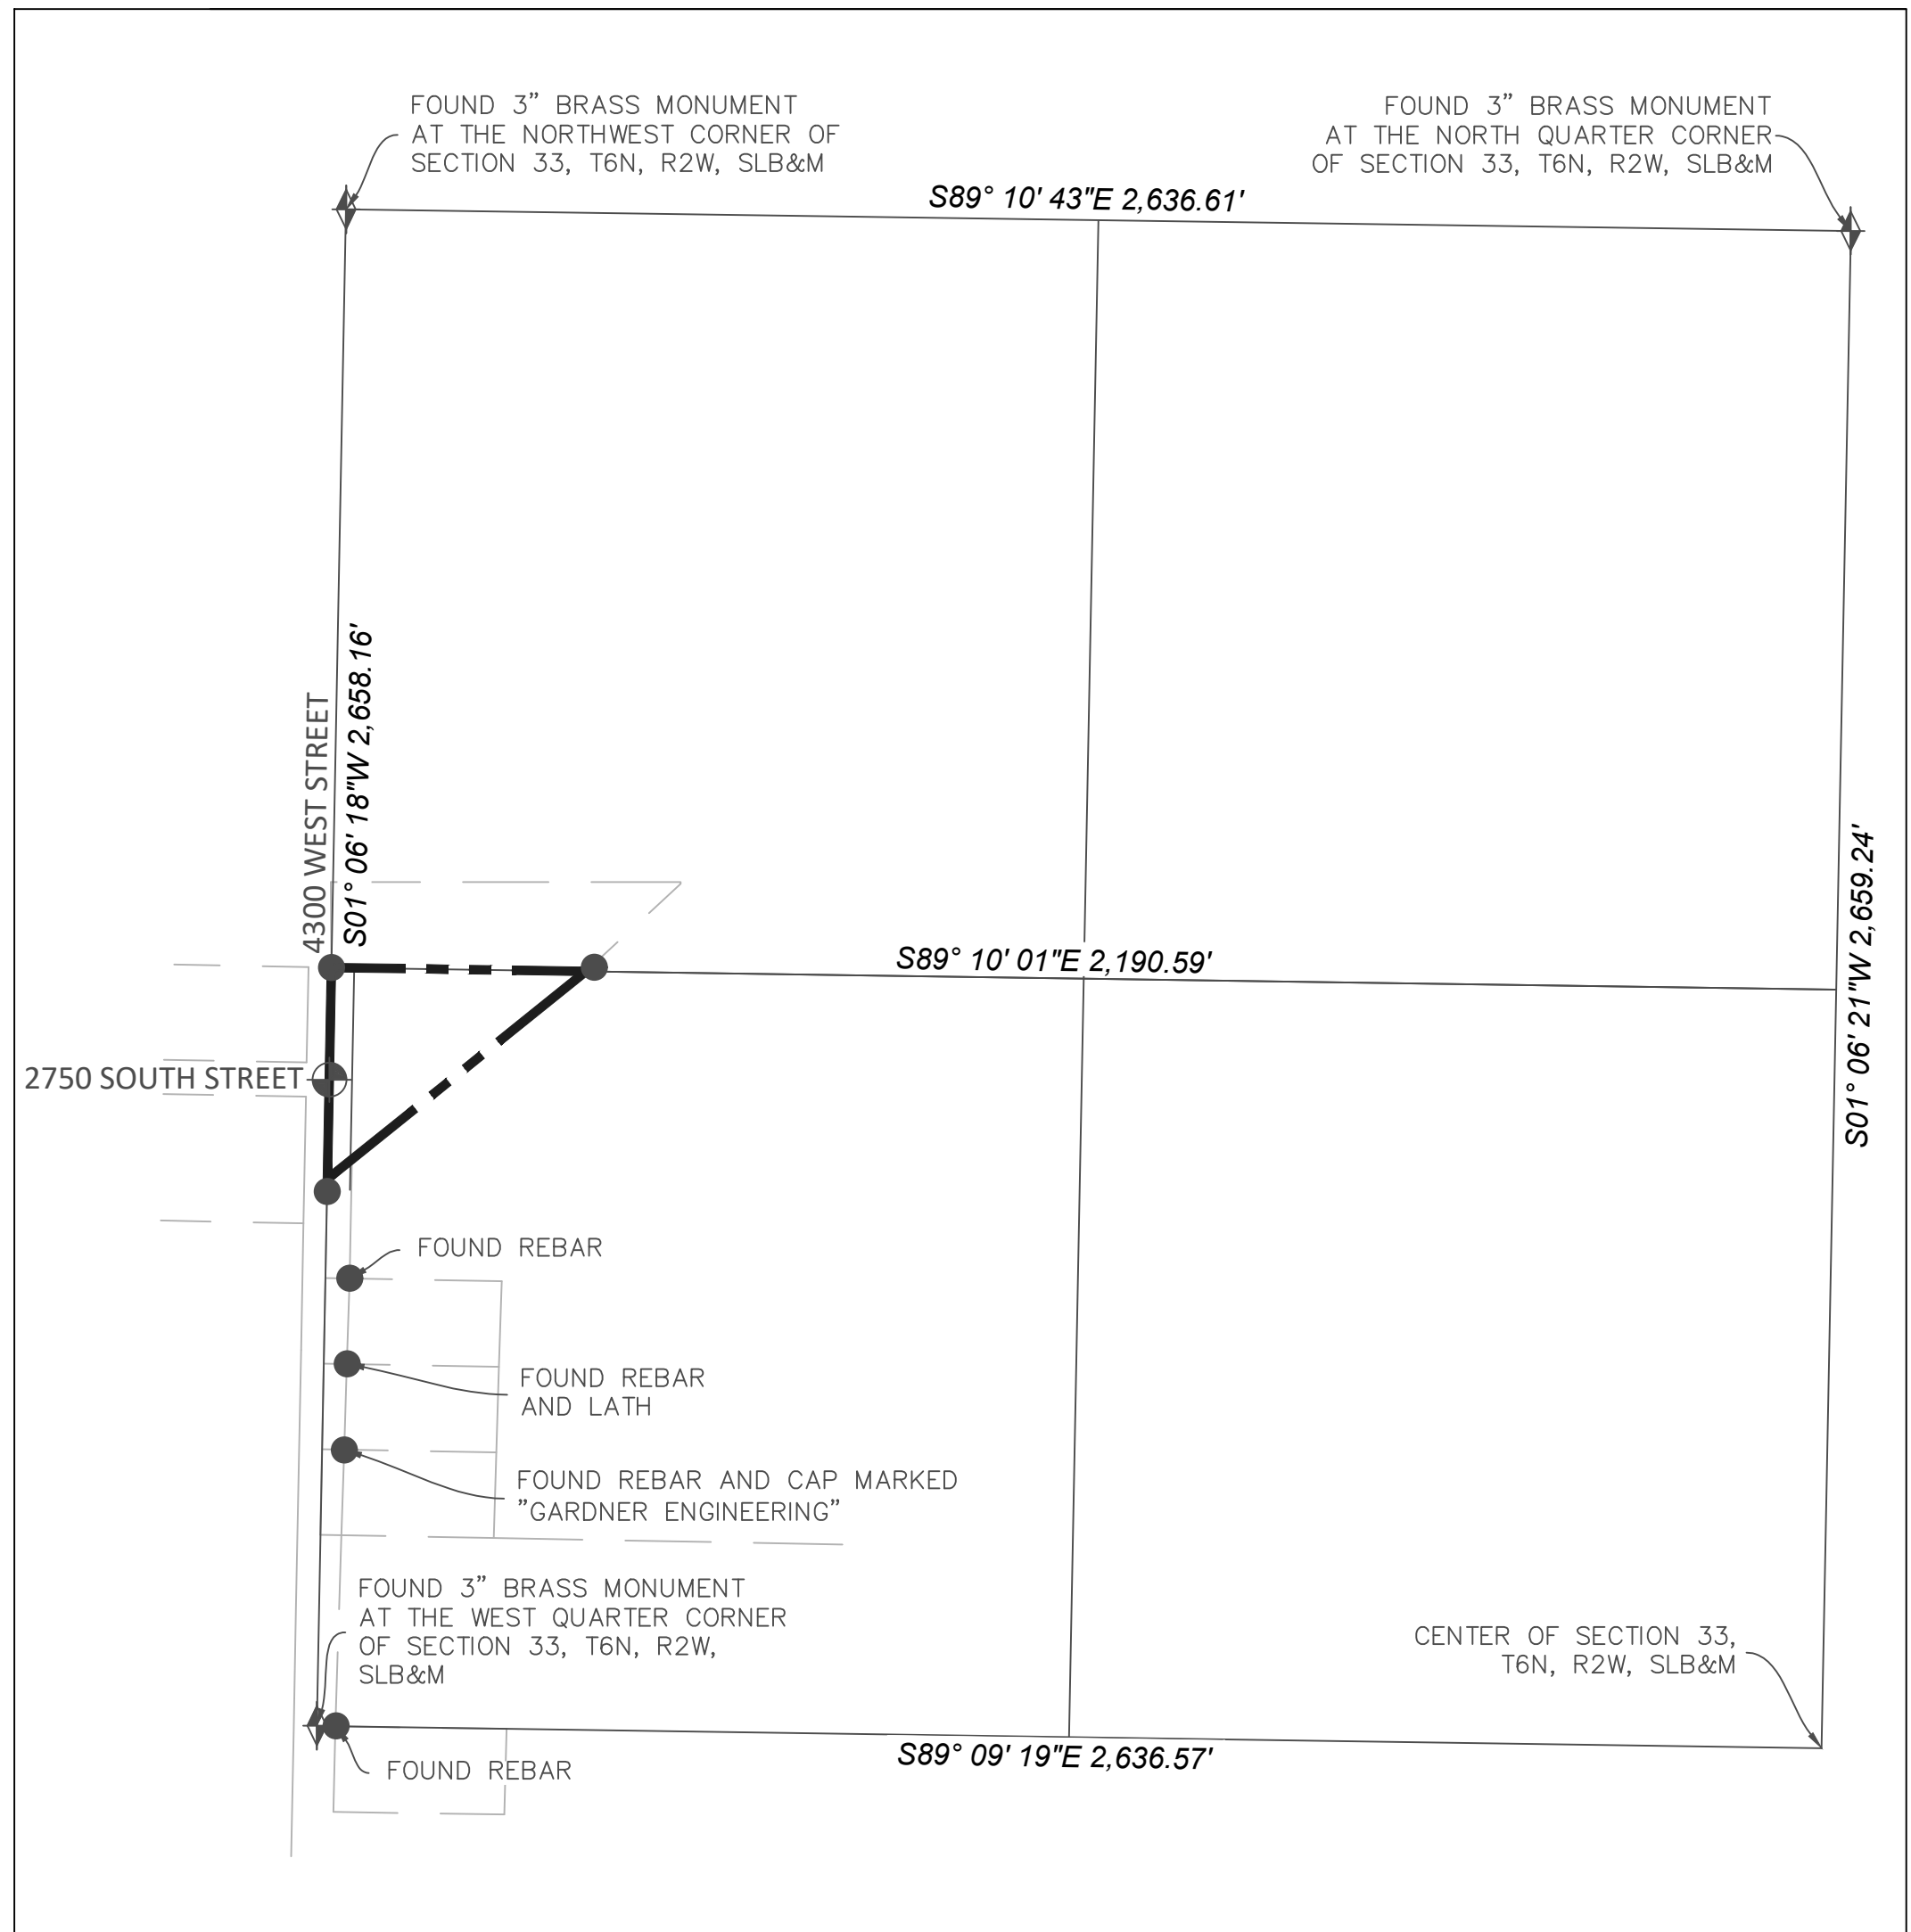 FOUND 3” BRASS MONUMENT
AT THE NORTHWEST CORNER OF
SECTION 33, T6N, R2W, SLB&M
FOUND 3” BRASS MONUMENT
AT THE NORTH QUARTER CORNER
OF SECTION 33, T6N, R2W, SLB&M
S89° 10' 43"E 2,636.61'
4300 WEST STREET
S01° 06' 18"W 2,658.16'
S89° 10' 01"E 2,190.59'
S01° 06' 21"W 2,659.24'
2750 SOUTH STREET
FOUND REBAR
FOUND REBAR
AND LATH
FOUND REBAR AND CAP MARKED
”GARDNER ENGINEERING”
FOUND 3” BRASS MONUMENT
AT THE WEST QUARTER CORNER
OF SECTION 33, T6N, R2W,
SLB&M
CENTER OF SECTION 33,
T6N, R2W, SLB&M
S89° 09' 19"E 2,636.57'
FOUND REBAR